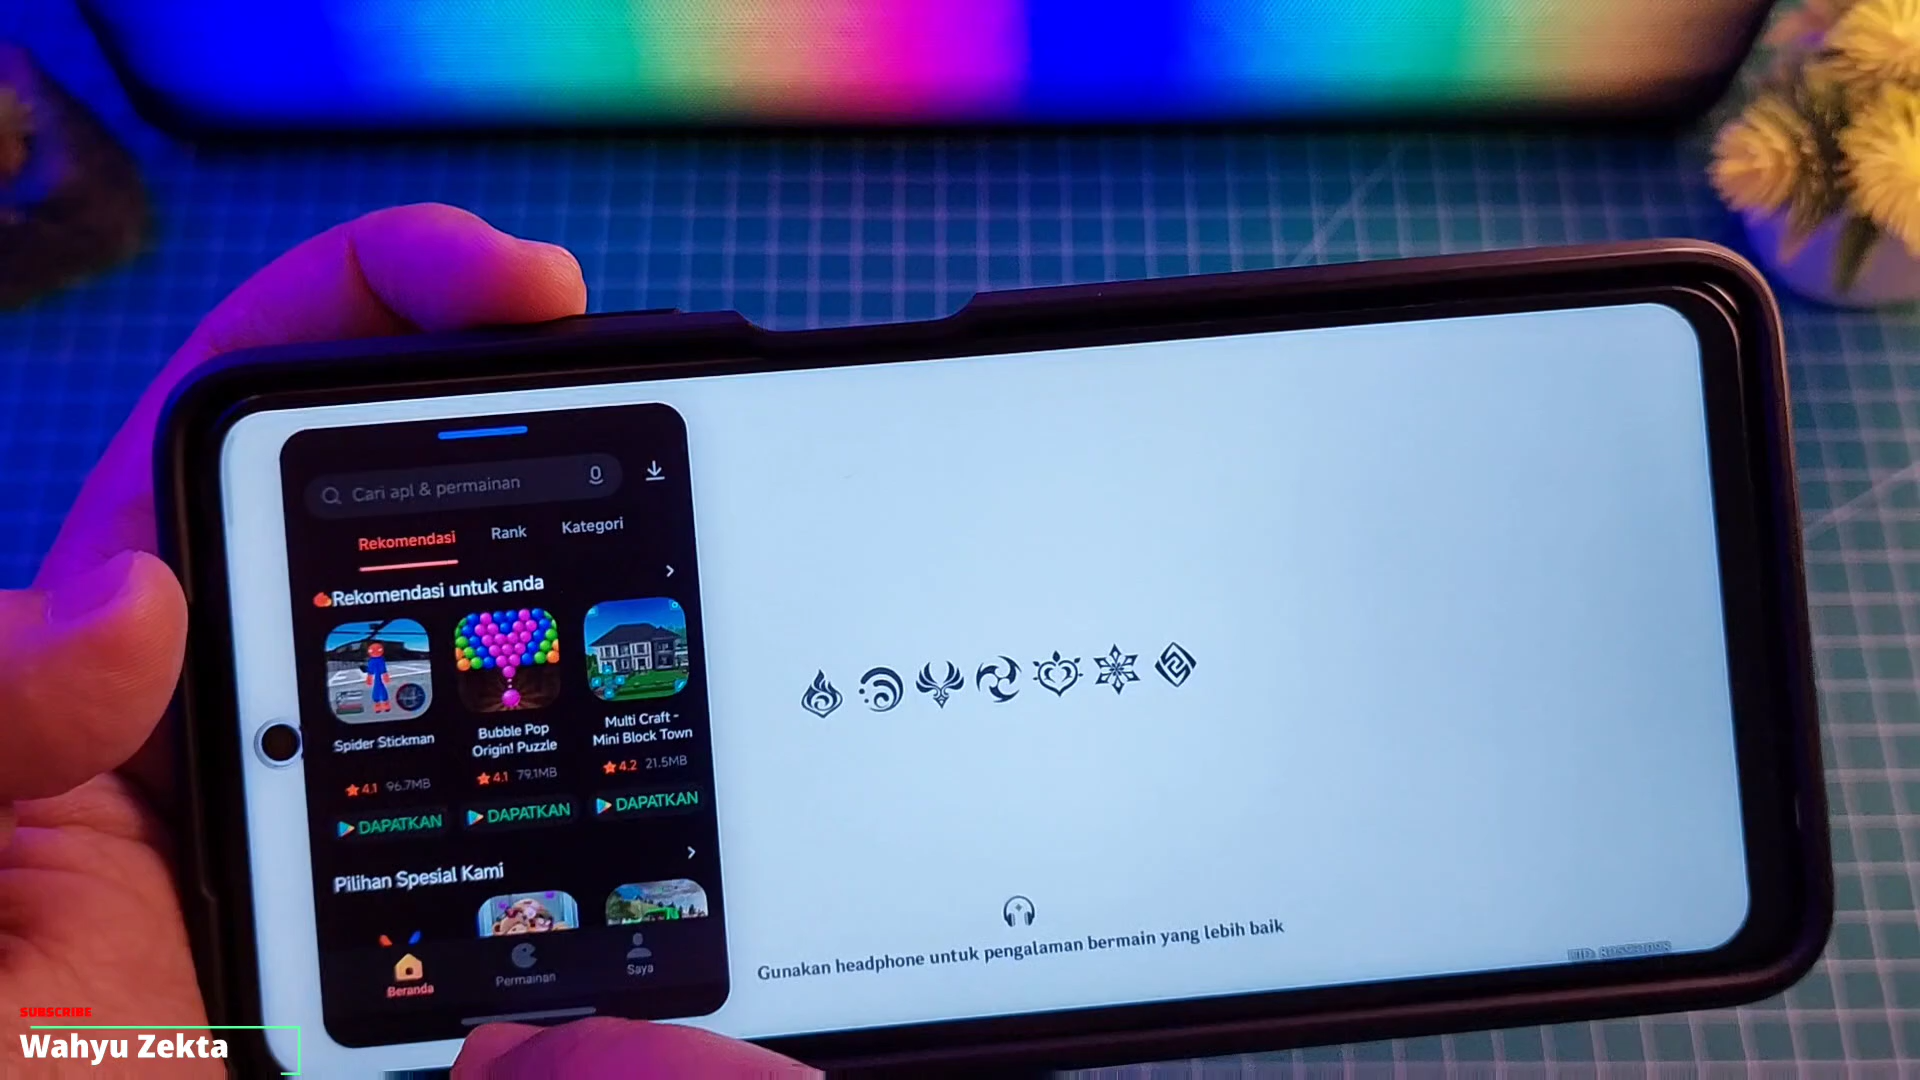 Cari apl & permainan
Rekomendasi Rank Kategori
Rekomendasi untuk anda
Spider Stickman
4.1 96.7MB
DAPATKAN
Bubble Pop
Origin! Puzzle
4.1 79.1MB
DAPATKAN
Multi Craft -
Mini Block Town
4.2 21.5MB
DAPATKAN
Pilihan Spesial Kami
Beranda Permainan Saya
Gunakan headphone untuk pengalaman bermain yang lebih baik
SUBSCRIBE
Wahyu Zekta